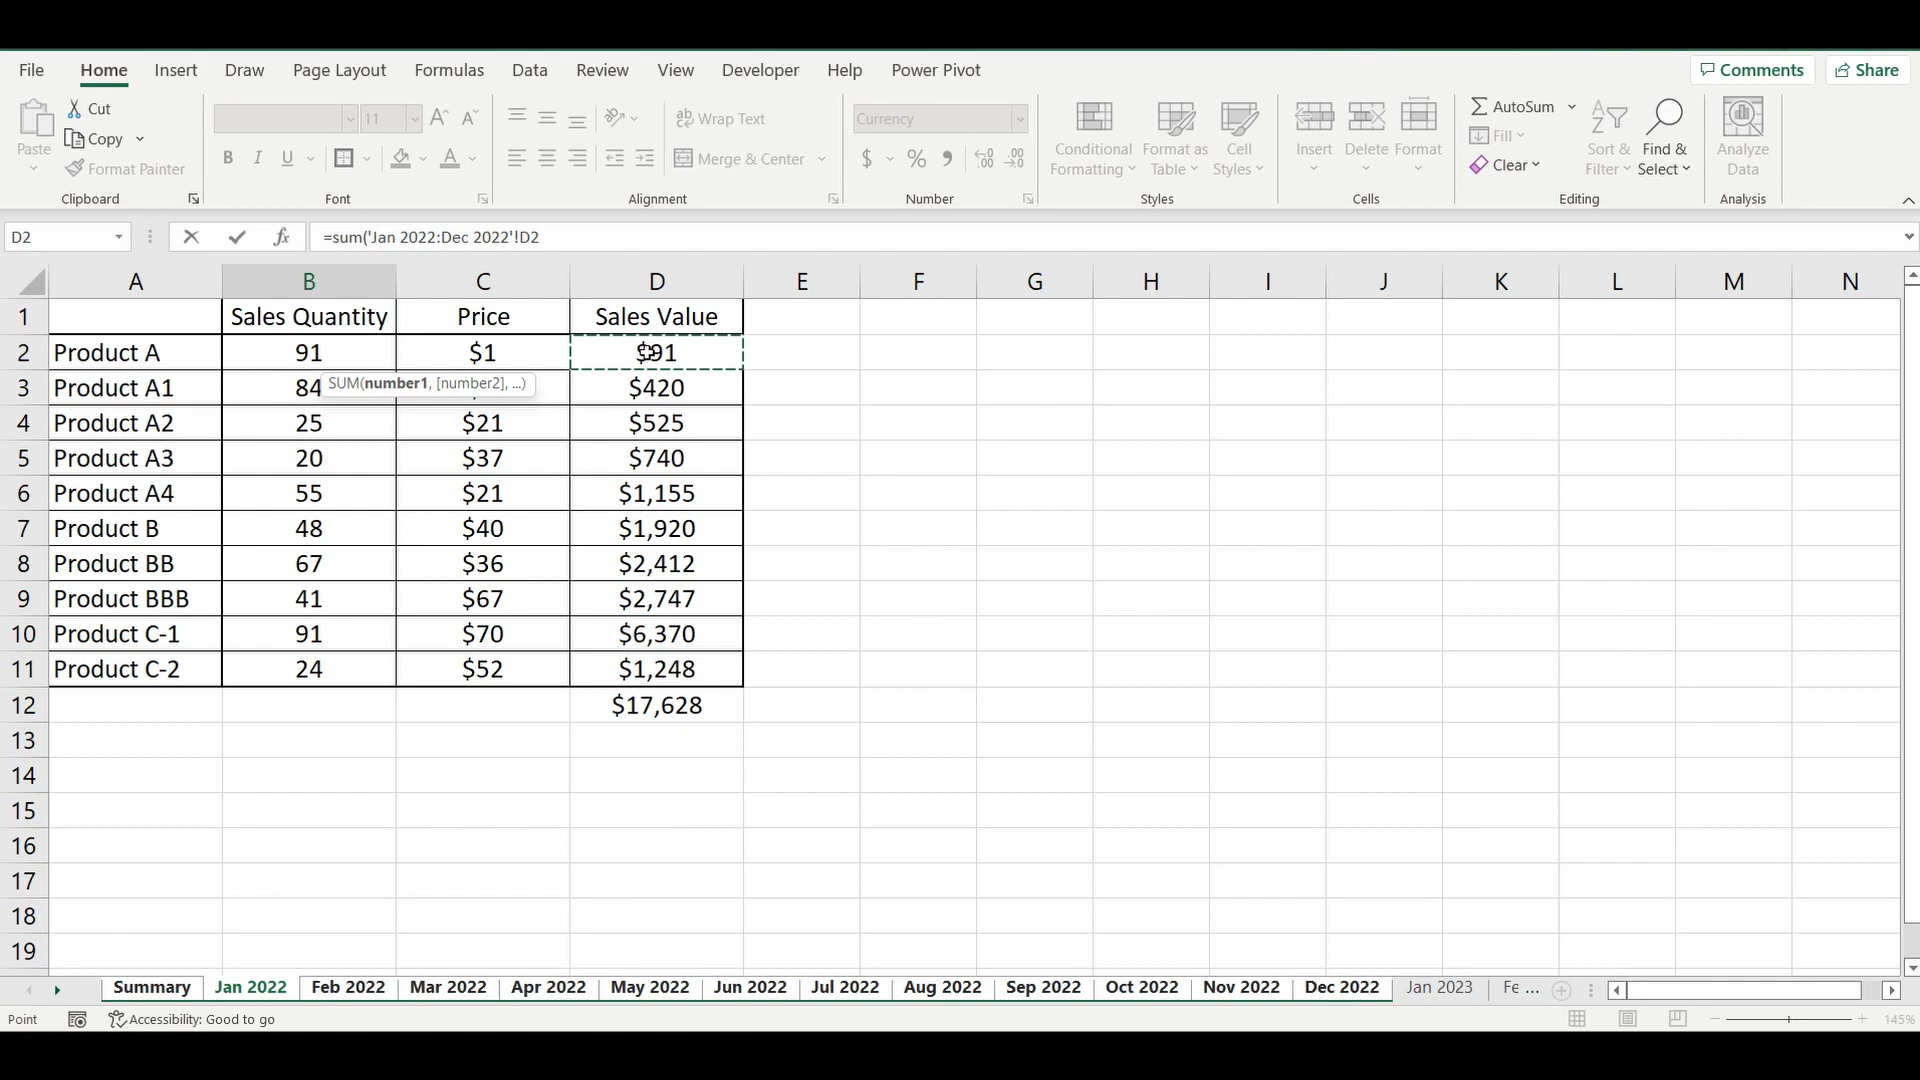 File Home Insert Draw Page Layout Formulas Data Review View Developer Help Power Pivot Comments Share
Cut
Copy
Format Painter
Paste
Clipboard
11
B I U
Font
Wrap Text
Merge & Center
Alignment
Currency
$ %
Number
Conditional Formatting
Format as Table
Cell Styles
Styles
Insert Delete Format
Cells
AutoSum
Fill
Clear
Sort & Filter
Find & Select
Editing
Analyze Data
Analysis
D2 fx =sum('Jan 2022:Dec 2022'!D2
A B C D E F G H I J K L M N
1 Sales Quantity Price Sales Value
2 Product A 91 $1 $91
SUM(number1, [number2], ...)
3 Product A1 84 $420
4 Product A2 25 $21 $525
5 Product A3 20 $37 $740
6 Product A4 55 $21 $1,155
7 Product B 48 $40 $1,920
8 Product BB 67 $36 $2,412
9 Product BBB 41 $67 $2,747
10 Product C-1 91 $70 $6,370
11 Product C-2 24 $52 $1,248
12 $17,628
13
14
15
16
17
18
19
Summary Jan 2022 Feb 2022 Mar 2022 Apr 2022 May 2022 Jun 2022 Jul 2022 Aug 2022 Sep 2022 Oct 2022 Nov 2022 Dec 2022 Jan 2023 Fe ...
Point Accessibility: Good to go 145%